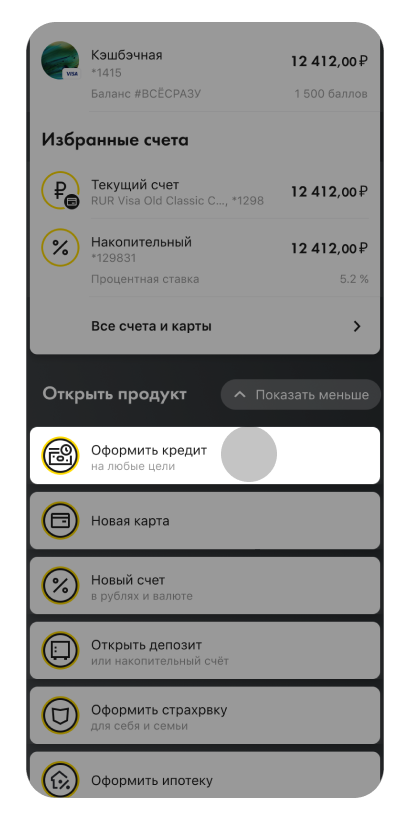 Кэшбэчная
12 412,00 ₽
VISA
*1415
Баланс #ВСЁСРАЗУ
1 500 баллов
Избранные счета
Текущий счет
12 412,00 ₽
RUR Visa Old Classic C..., *1298
Накопительный
12 412,00 ₽
*129831
Процентная ставка
5.2 %
Все счета и карты
Открыть продукт
Показать меньше
Оформить кредит
на любые цели
Новая карта
Новый счет
в рублях и валюте
Открыть депозит
или накопительный счёт
Оформить страхрвку
для себя и семьи
Оформить ипотеку